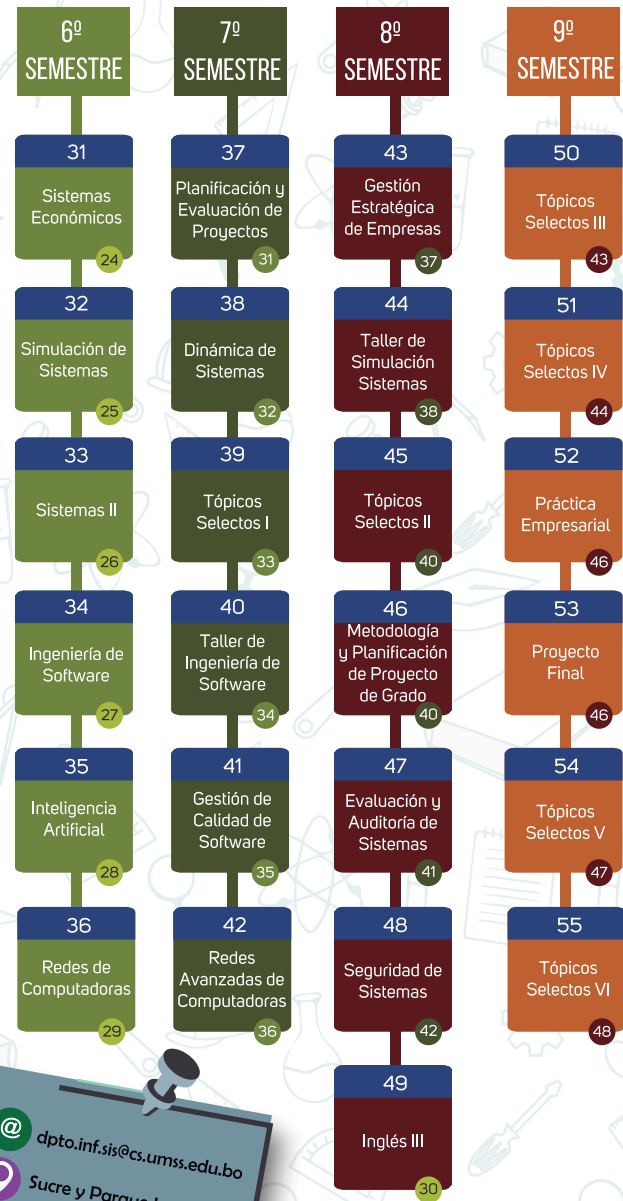 6º
SEMESTRE
31
Sistemas
Económicos
24
32
Simulación de
Sistemas
25
33
Sistemas II
26
34
Ingeniería de
Software
27
35
Inteligencia
Artificial
28
36
Redes de
Computadoras
29
7º
SEMESTRE
37
Planificación y
Evaluación de
Proyectos
31
38
Dinámica de
Sistemas
32
39
Tópicos
Selectos I
33
40
Taller de
Ingeniería de
Software
34
41
Gestión de
Calidad de
Software
35
42
Redes
Avanzadas de
Computadoras
36
8º
SEMESTRE
43
Gestión
Estratégica
de Empresas
37
44
Taller de
Simulación
Sistemas
38
45
Tópicos
Selectos II
40
46
Metodología
y Planificación
de Proyecto
de Grado
40
47
Evaluación y
Auditoría de
Sistemas
41
48
Seguridad de
Sistemas
42
49
Inglés III
30
9º
SEMESTRE
50
Tópicos
Selectos III
43
51
Tópicos
Selectos IV
44
52
Práctica
Empresarial
46
53
Proyecto
Final
46
54
Tópicos
Selectos V
47
55
Tópicos
Selectos VI
48
@ dpto.inf.sis@cs.umss.edu.bo
Sucre y Parque